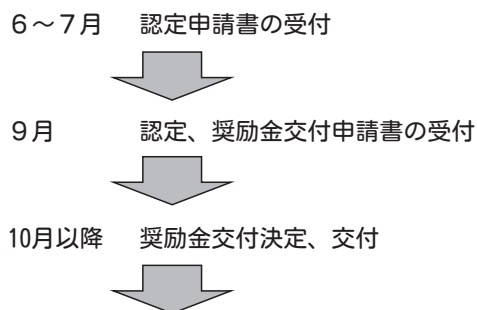 6～7月　認定申請書の受付
9月　認定、奨励金交付申請書の受付
10月以降　奨励金交付決定、交付